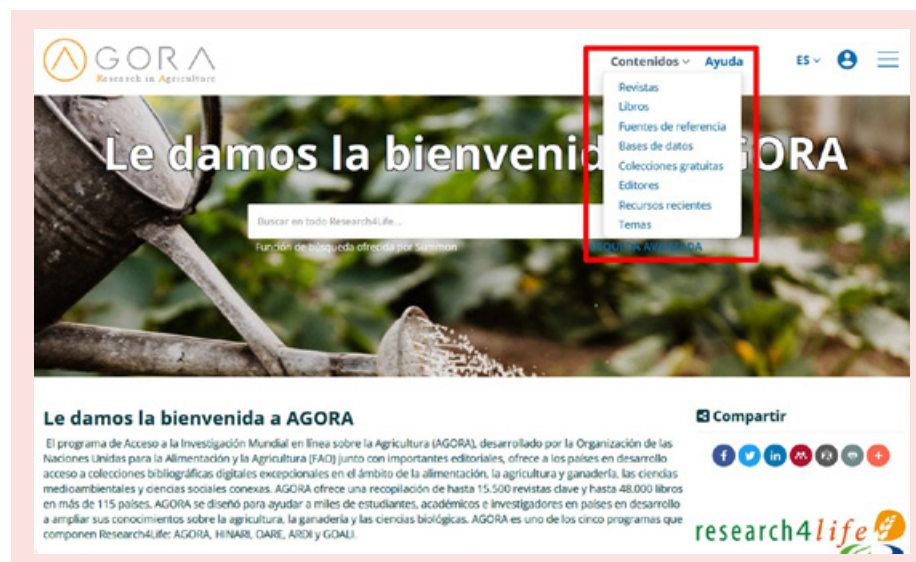 AGORA
Research in Agriculture
Contenidos
Ayuda
ES
Revistas
Libros
Fuentes de referencia
Bases de datos
Colecciones gratuitas
Editores
Recursos recientes
Temas
Le damos la bienvenid ORA
Buscar en todo Research4Life...
Función de búsqueda ofrecida por Summon
AVANZADA
Le damos la bienvenida a AGORA
El programa de Acceso a la Investigación Mundial en línea sobre la Agricultura (AGORA), desarrollado por la Organización de las
Naciones Unidas para la Alimentación y la Agricultura (FAO) junto con importantes editoriales, ofrece a los países en desarrollo
acceso a colecciones bibliográficas digitales excepcionales en el ámbito de la alimentación, la agricultura y ganadería, las ciencias
medioambientales y ciencias sociales conexas. AGORA ofrece una recopilación de hasta 15.500 revistas clave y hasta 48.000 libros
en más de 115 países. AGORA se diseñó para ayudar a miles de estudiantes, académicos e investigadores en países en desarrollo
a ampliar sus conocimientos sobre la agricultura, la ganadería y las ciencias biológicas. AGORA es uno de los cinco programas que
componen Research4Life: AGORA, HINARI, OARE, ARDI y GOALI.
Compartir
research4life